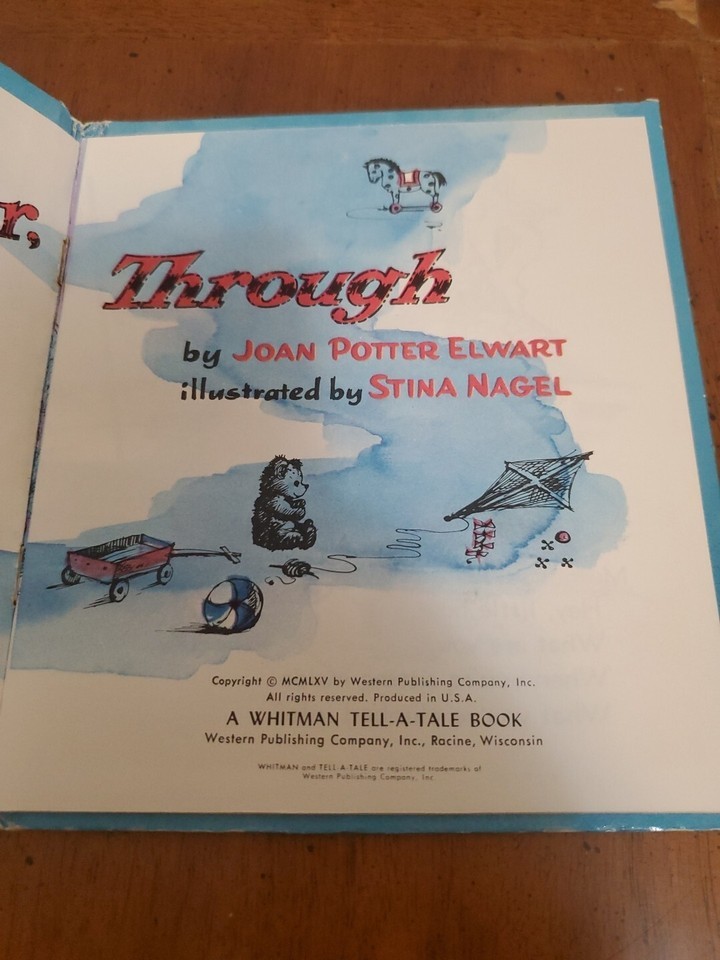 r,
Through
by JOAN POTTER ELWART
illustrated by STINA NAGEL
Copyright © MCMLXV by Western Publishing Company, Inc.
All rights reserved. Produced in U.S.A.
A WHITMAN TELL-A-TALE BOOK
Western Publishing Company, Inc., Racine, Wisconsin
WHITMAN and TELL-A-TALE are registered trademarks of
Western Publishing Company, Inc.